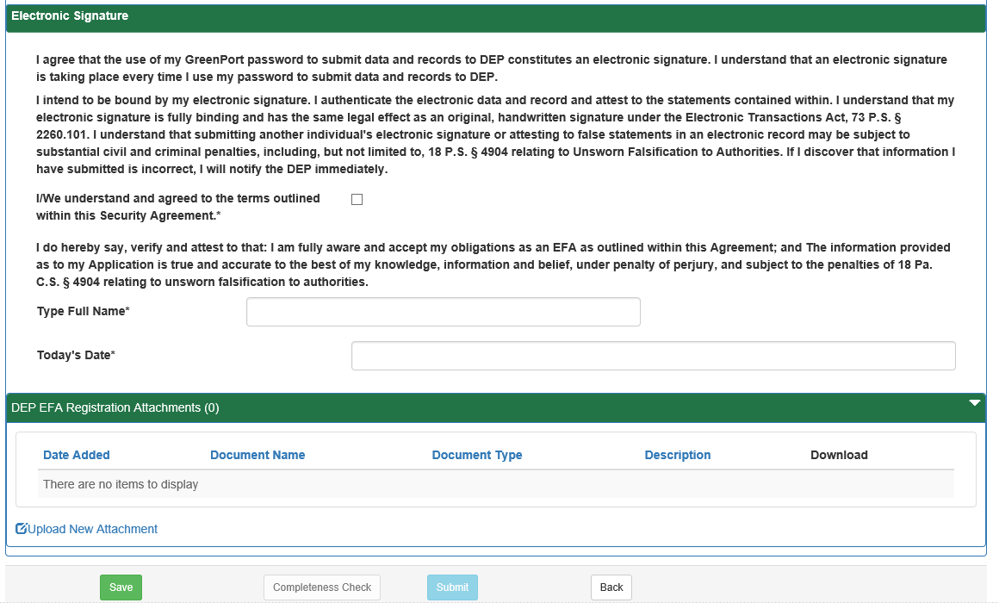 Electronic Signature
I agree that the use of my GreenPort password to submit data and records to DEP constitutes an electronic signature. I understand that an electronic signature
is taking place every time I use my password to submit data and records to DEP.
I intend to be bound by my electronic signature. I authenticate the electronic data and record and attest to the statements contained within. I understand that my
electronic signature is fully binding and has the same legal effect as an original, handwritten signature under the Electronic Transactions Act, 73 P.S. §
2260.101. I understand that submitting another individual's electronic signature or attesting to false statements in an electronic record may be subject to
substantial civil and criminal penalties, including, but not limited to, 18 P.S. § 4904 relating to Unsworn Falsification to Authorities. If I discover that information I
have submitted is incorrect, I will notify the DEP immediately.
I/We understand and agreed to the terms outlined
within this Security Agreement.*
I do hereby say, verify and attest to that: I am fully aware and accept my obligations as an EFA as outlined within this Agreement; and The information provided
as to my Application is true and accurate to the best of my knowledge, information and belief, under penalty of perjury, and subject to the penalties of 18 Pa.
C.S. § 4904 relating to unsworn falsification to authorities.
Type Full Name*
Today's Date*
DEP EFA Registration Attachments (0)
Date Added Document Name Document Type Description Download
There are no items to display
Upload New Attachment
Save Completeness Check Submit Back